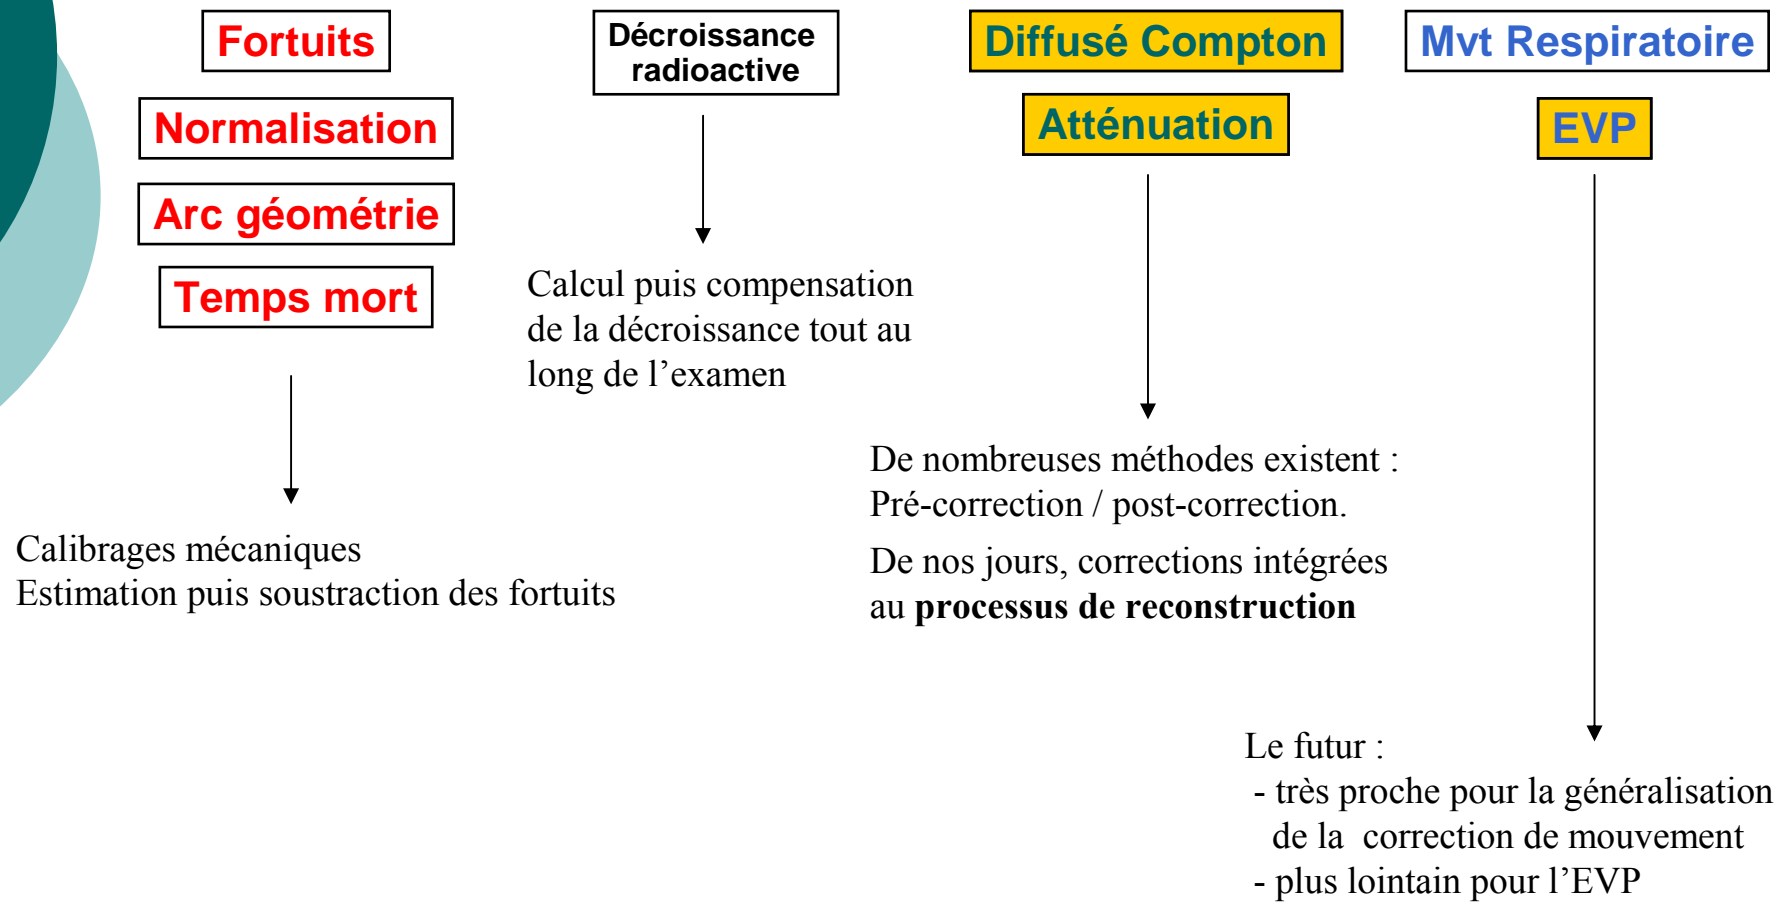 Fortuits
Normalisation
Arc géométrie
Temps mort
Calibrages mécaniques
Estimation puis soustraction des fortuits
Décroissance
radioactive
Calcul puis compensation
de la décroissance tout au
long de l’examen
Diffusé Compton
Atténuation
De nombreuses méthodes existent :
Pré-correction / post-correction.
De nos jours, corrections intégrées
au processus de reconstruction
Mvt Respiratoire
EVP
Le futur :
- très proche pour la généralisation
de la correction de mouvement
- plus lointain pour l’EVP